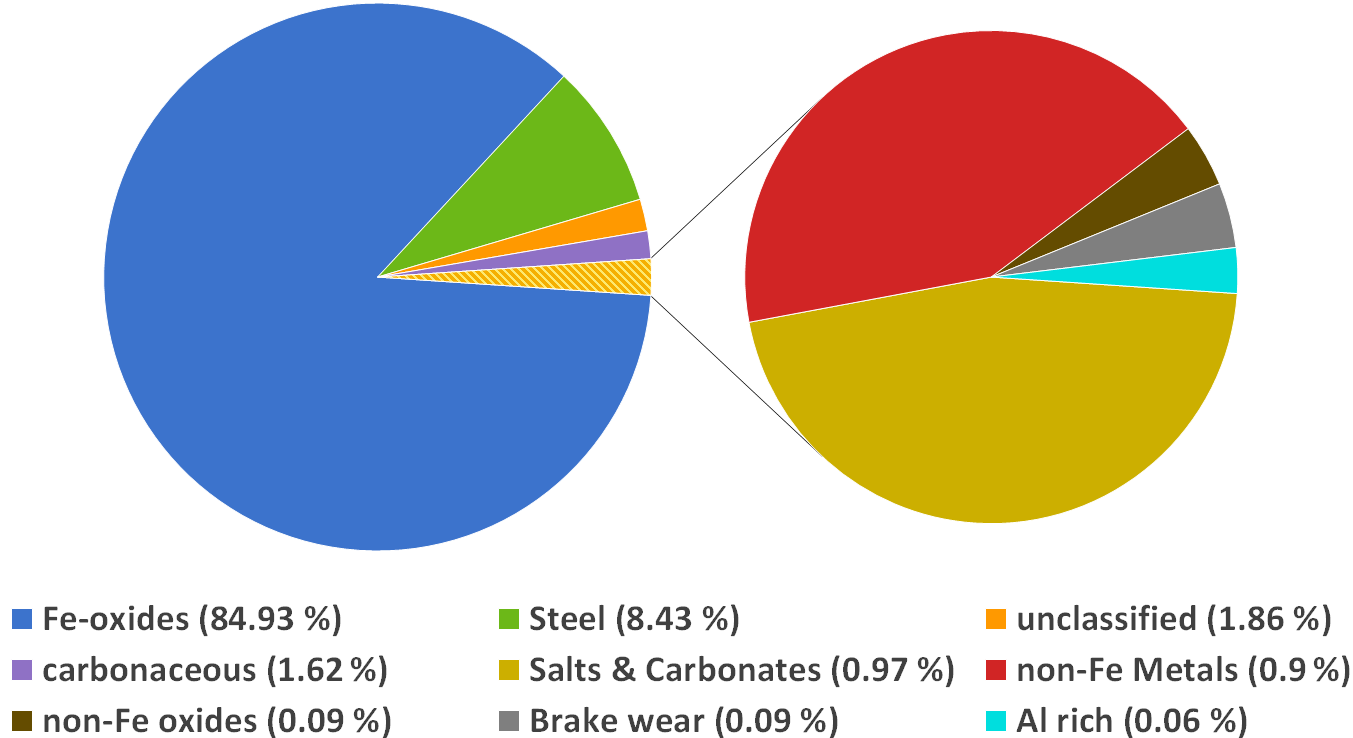 Fe-oxides (84.93 %) Steel (8.43 %) unclassified (1.86 %)
carbonaceous (1.62 %) Salts & Carbonates (0.97 %) non-Fe Metals (0.9 %)
non-Fe oxides (0.09 %) Brake wear (0.09 %) Al rich (0.06 %)